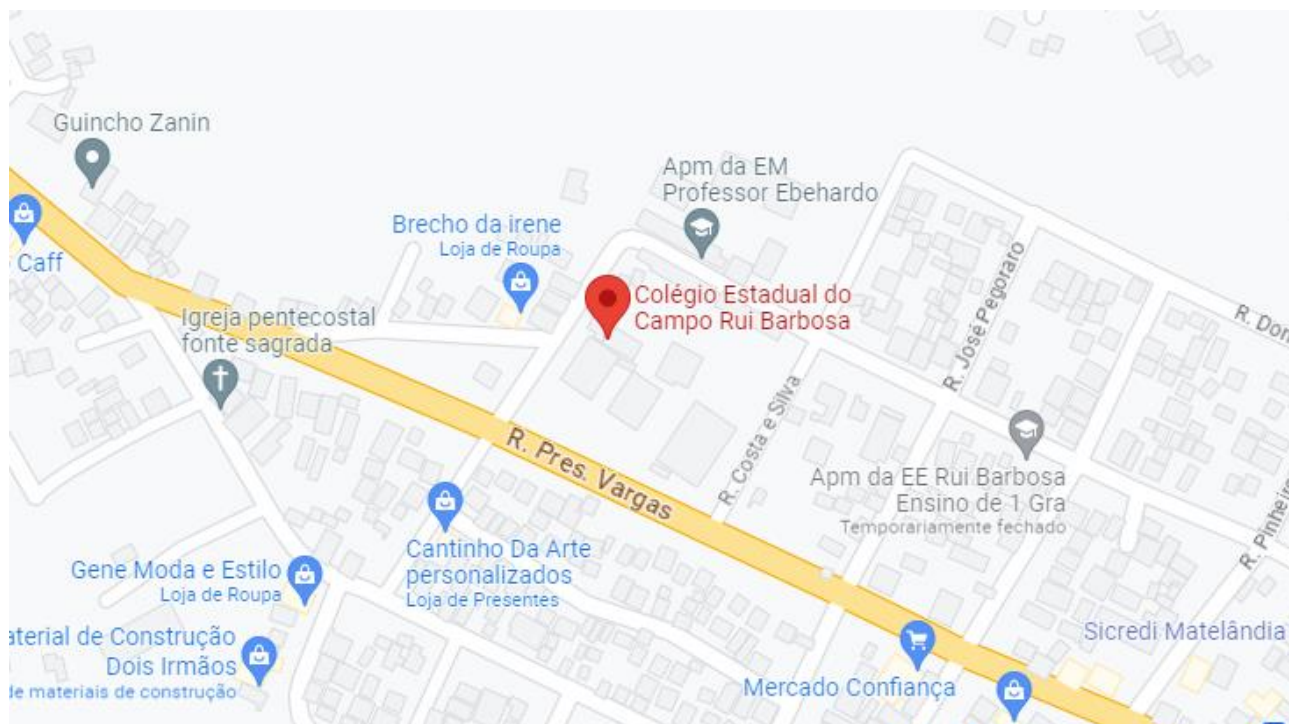 Guincho Zanin
Caff
Igreja pentecostal
fonte sagrada
Brecho da irene
Loja de Roupa
Apm da EM
Professor Ebehardo
Colégio Estadual do
Campo Rui Barbosa
R. José Pegoraro
R. Dom
R. Costa e Silva
R. Pres. Vargas
Apm da EE Rui Barbosa
Ensino de 1 Gra
Temporariamente fechado
R. Pinheiro
Cantinho Da Arte
personalizados
Loja de Presentes
Gene Moda e Estilo
Loja de Roupa
aterial de Construção
Dois Irmãos
de materiais de construção
Sicredi Matelândia
Mercado Confiança